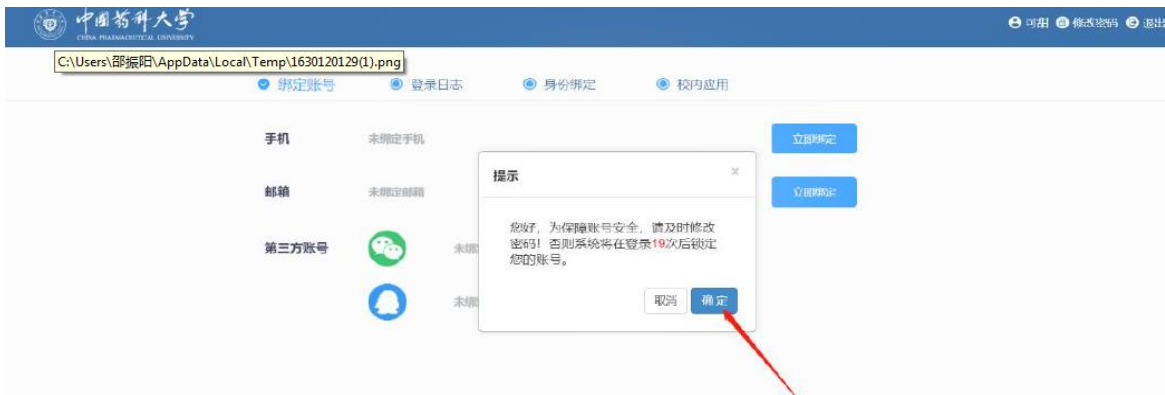 中国药科大学
CHINA PHARMACEUTICAL UNIVERSITY
修改密码
C:\Users\邵振阳\AppData\Local\Temp\1630120129(1).png
绑定账号
登录日志
身份绑定
校内应用
手机
未绑定手机
立即绑定
提示
邮箱
未绑定邮箱
立即绑定
您好，为保障账号安全，请及时修改
密码！否则系统将在登录19次后锁定
您的账号。
第三方账号
未绑
取消
确定
未绑